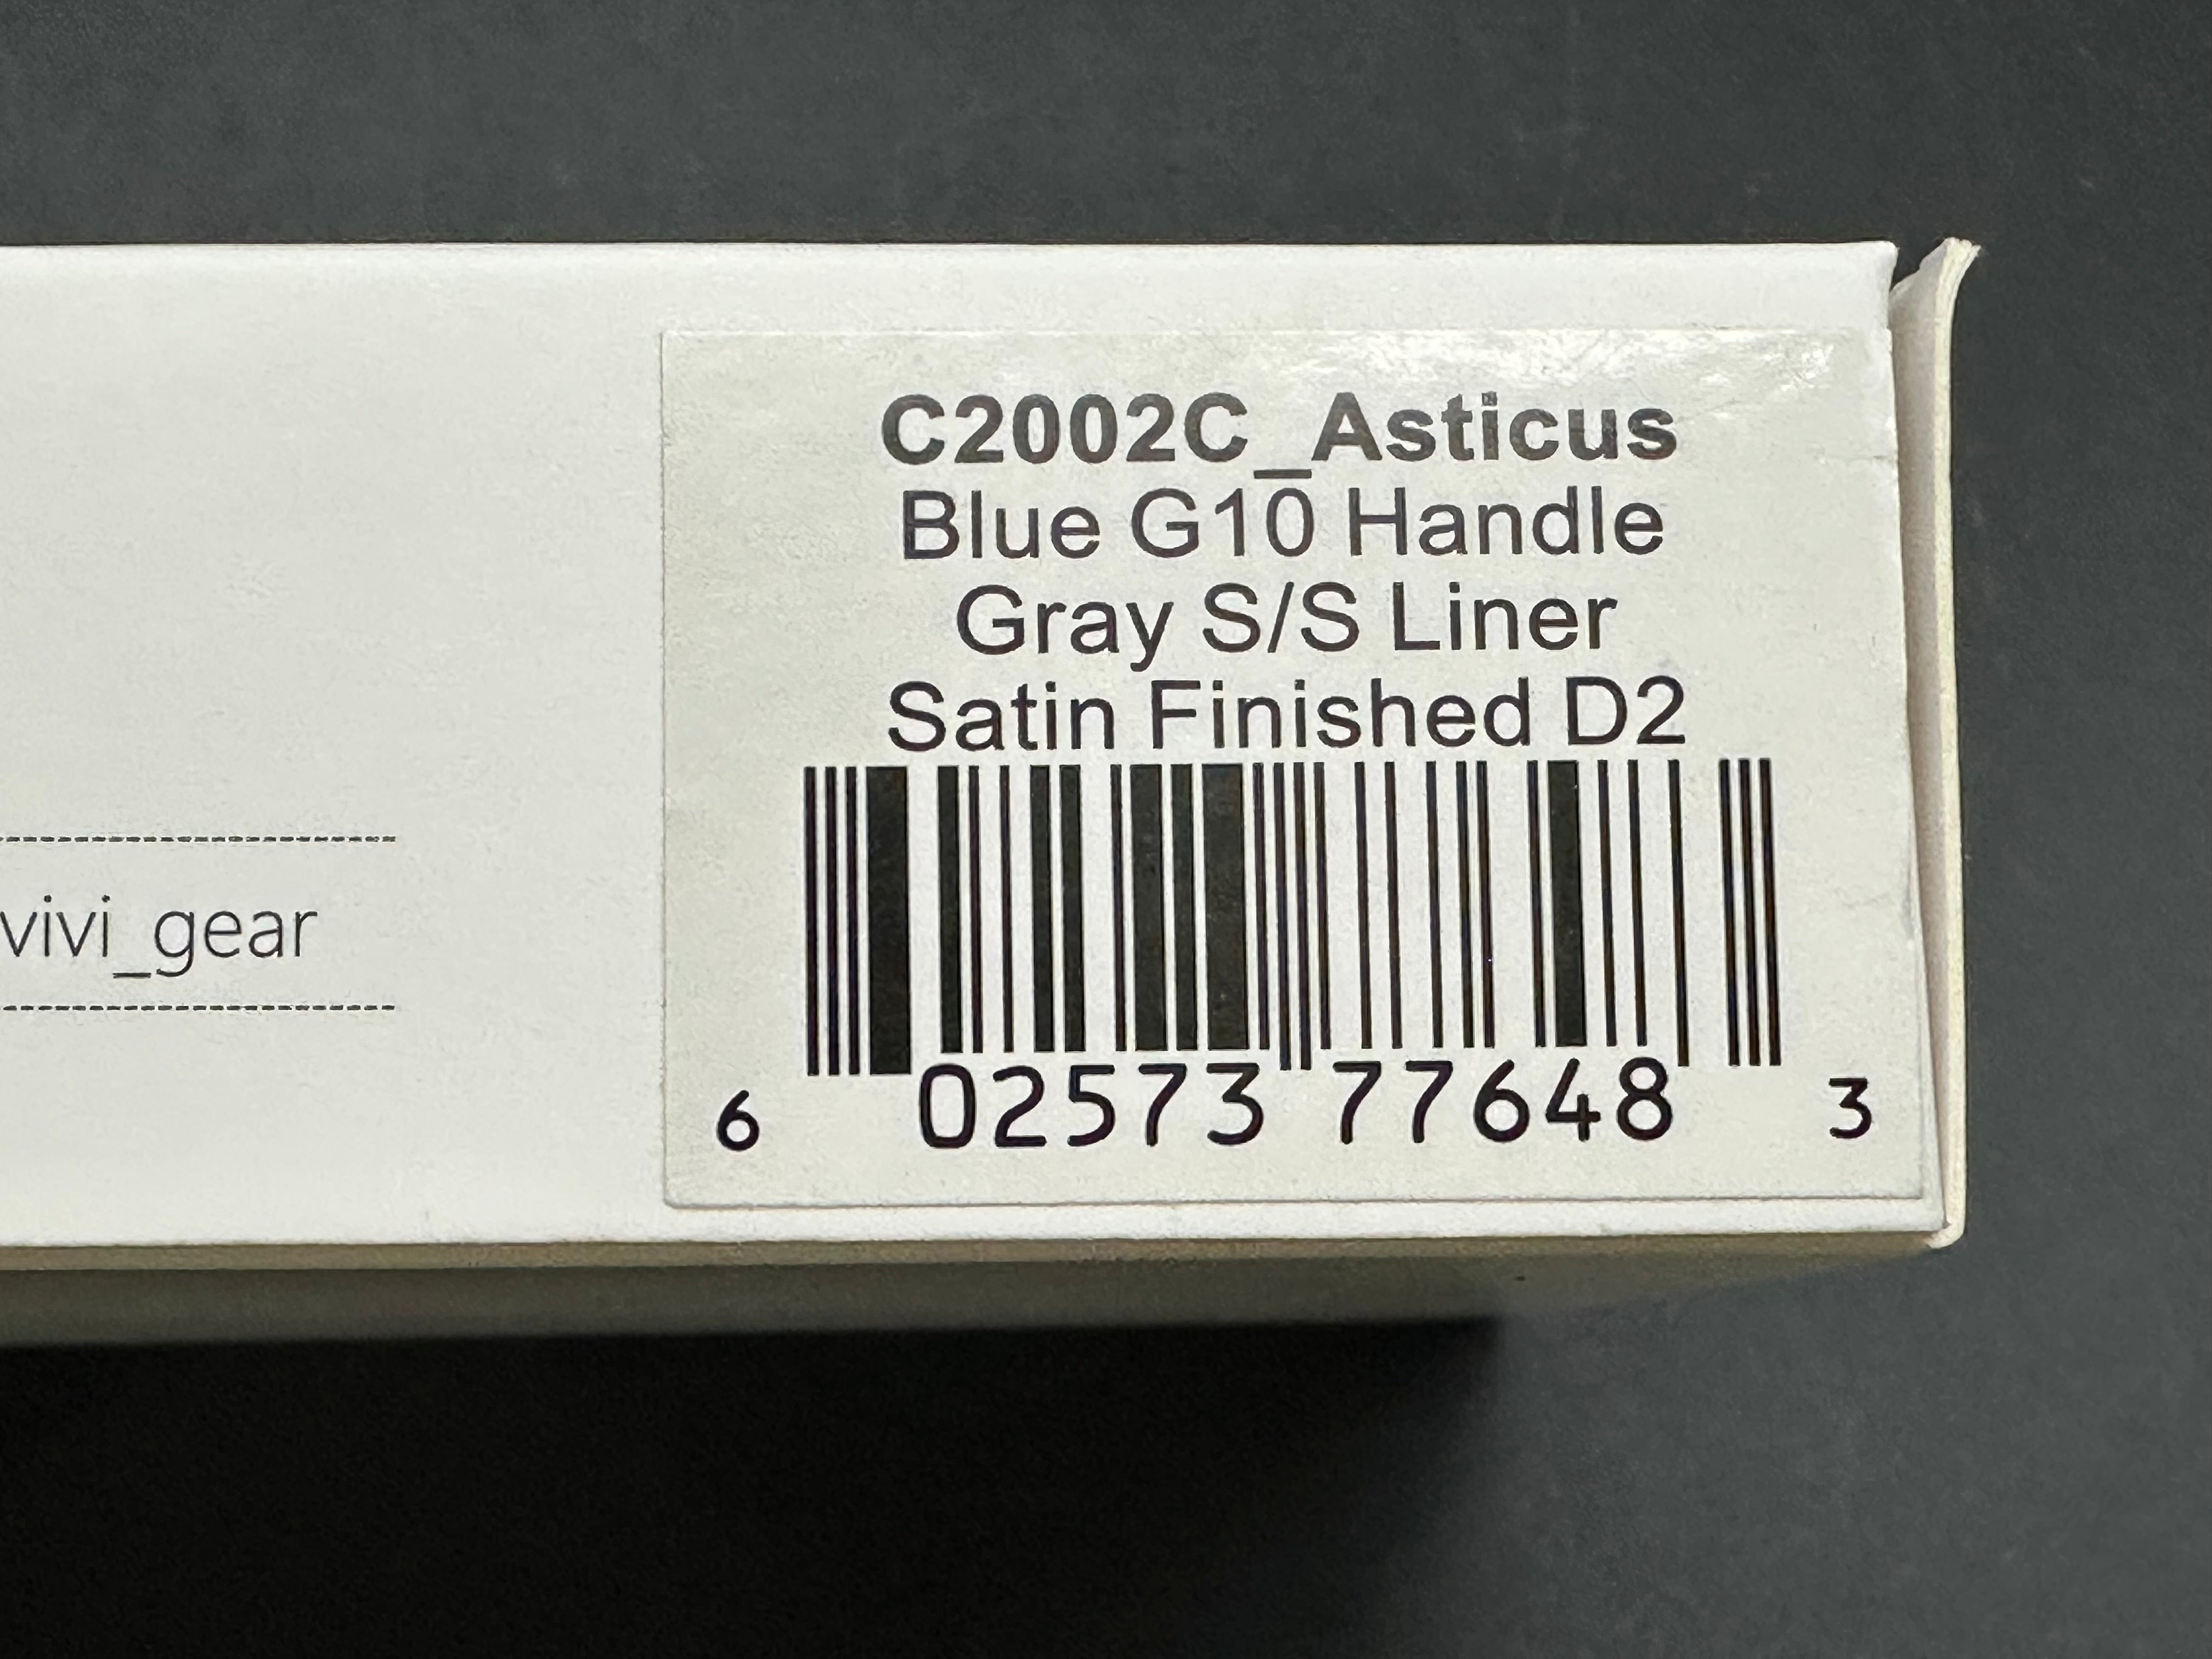 C2002C_Asticus
Blue G10 Handle
Gray S/S Liner
Satin Finished D2
6 02573 77648 3
vivi_gear